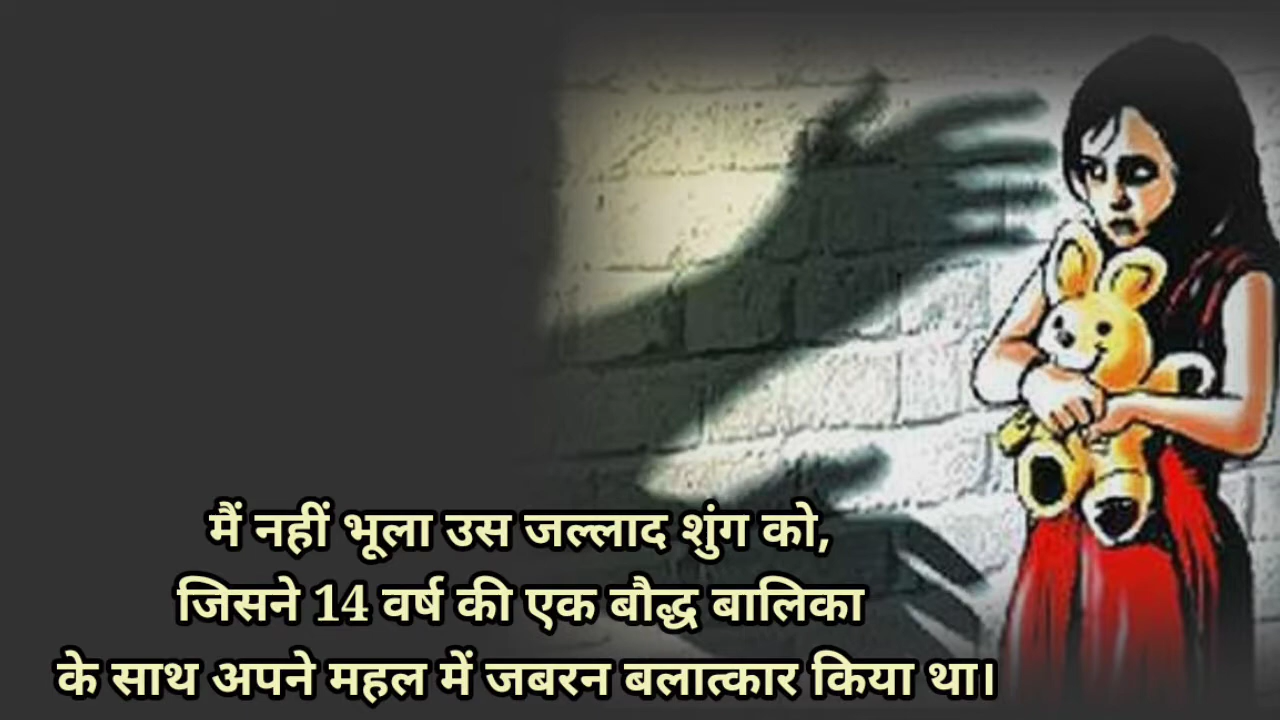 मैं नहीं भूला उस जल्लाद शुंग को,
जिसने 14 वर्ष की एक बौद्ध बालिका
के साथ अपने महल में जबरन बलात्कार किया था।